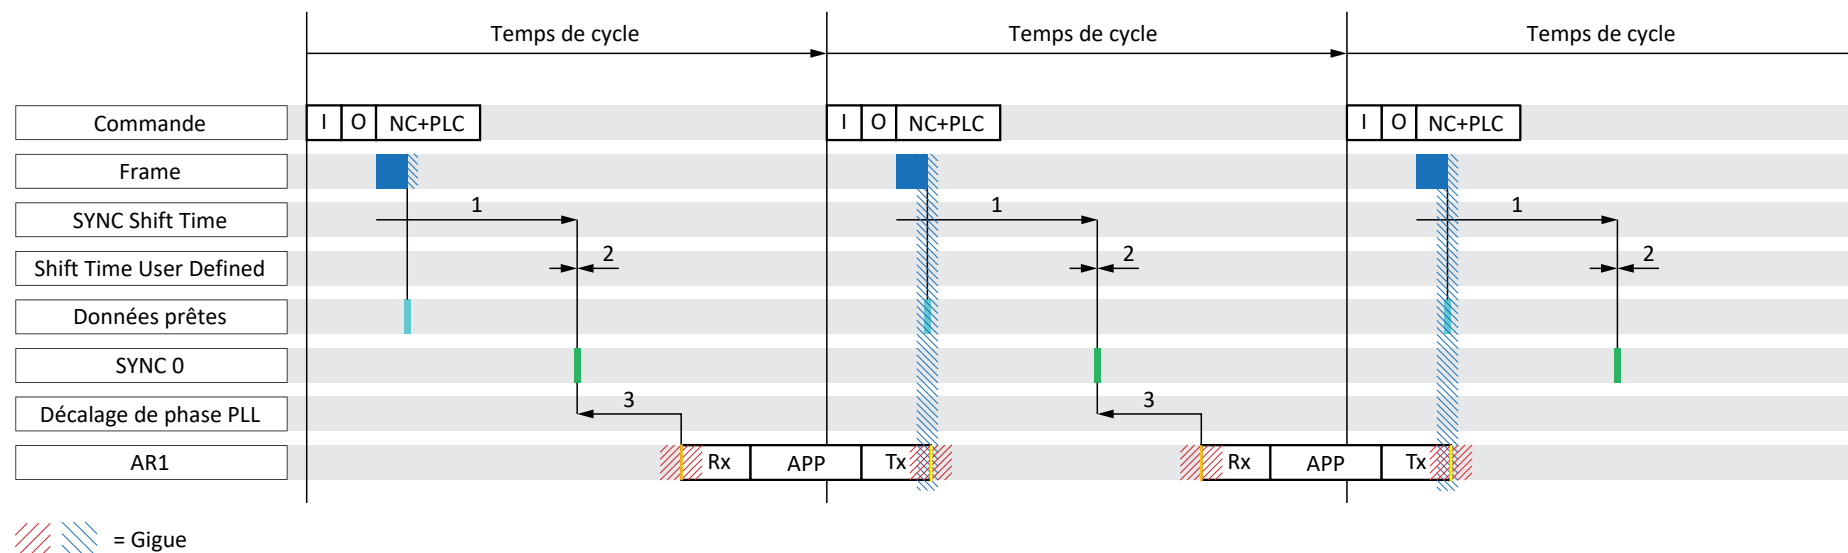 Temps de cycle Temps de cycle Temps de cycle
Commande I O NC+PLC I O NC+PLC I O NC+PLC
Frame
SYNC Shift Time 1 1 1
Shift Time User Defined 2 2 2
Données prêtes
SYNC 0
Décalage de phase PLL 3 3
AR1 Rx APP Tx Rx APP Tx
= Gigue